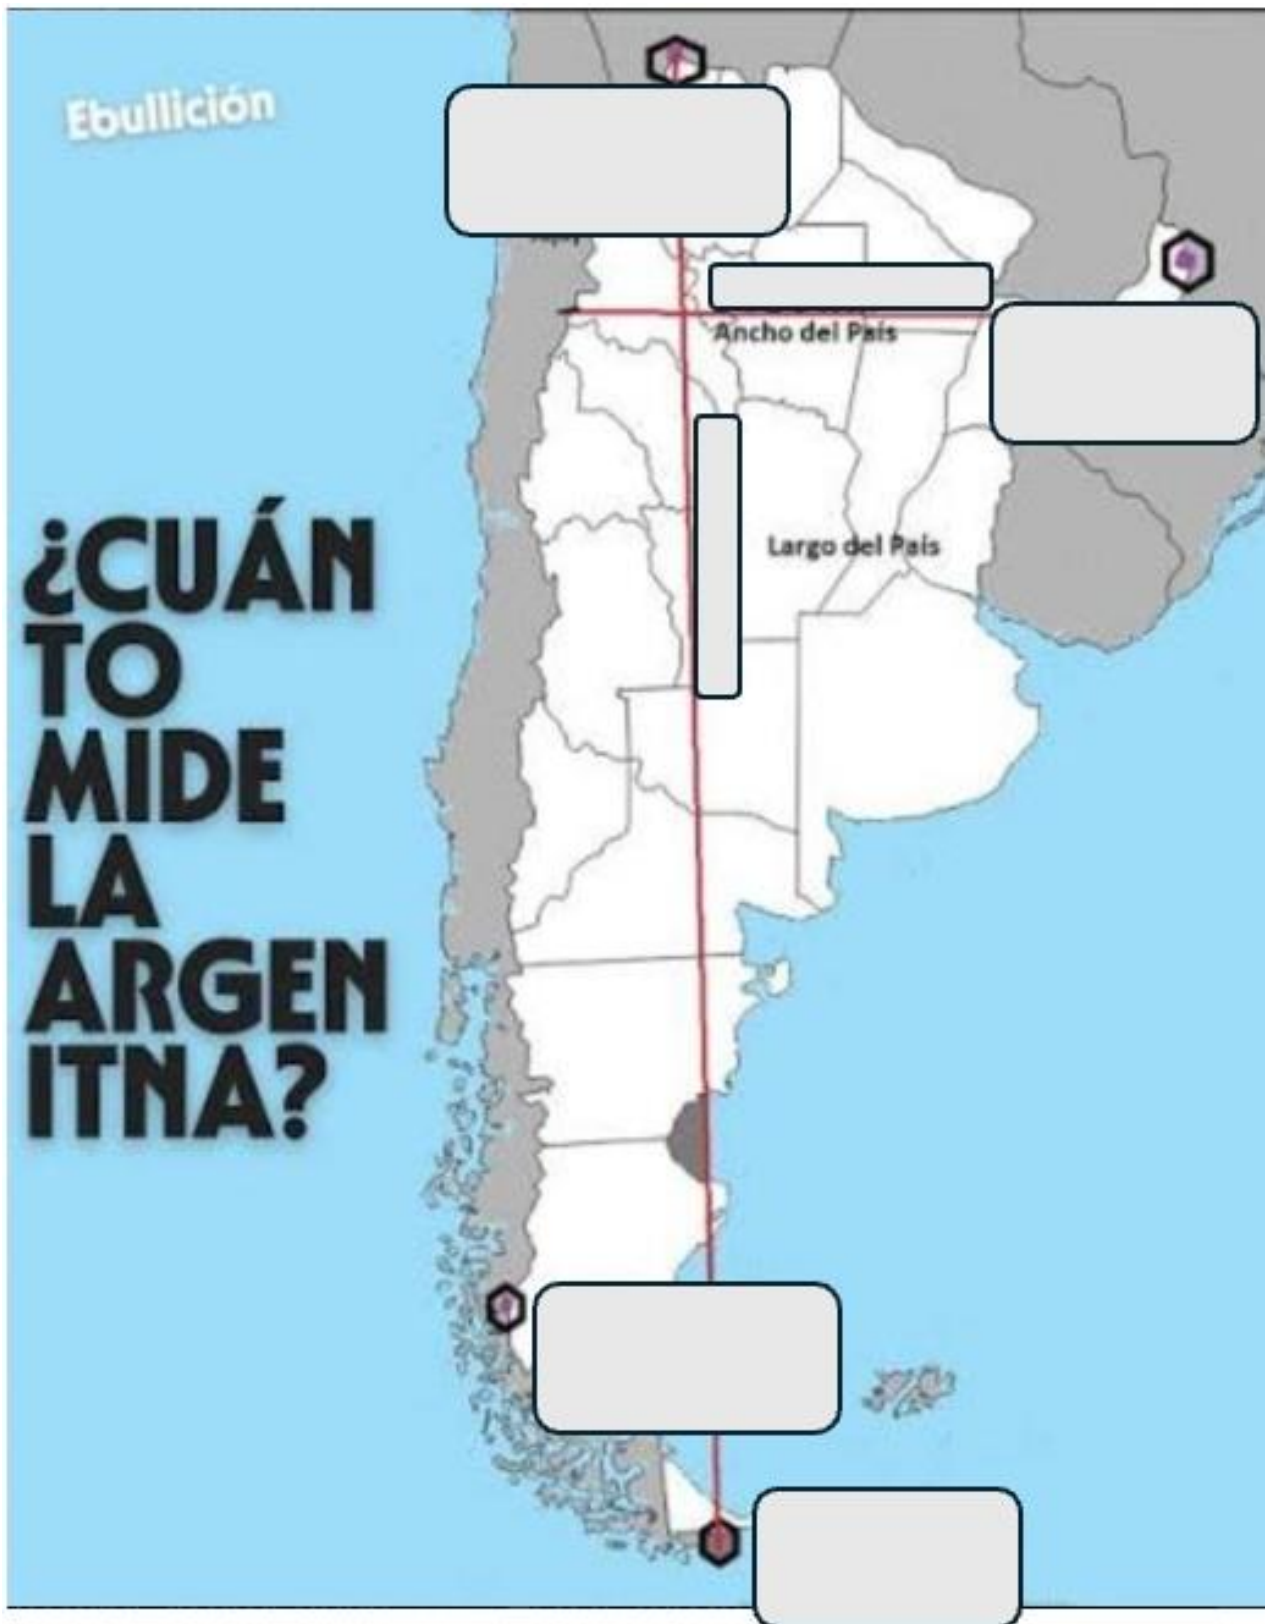 Ebullición
Ancho del País
Largo del País
¿CUÁN
TO
MIDE
LA
ARGEN
ITNA?